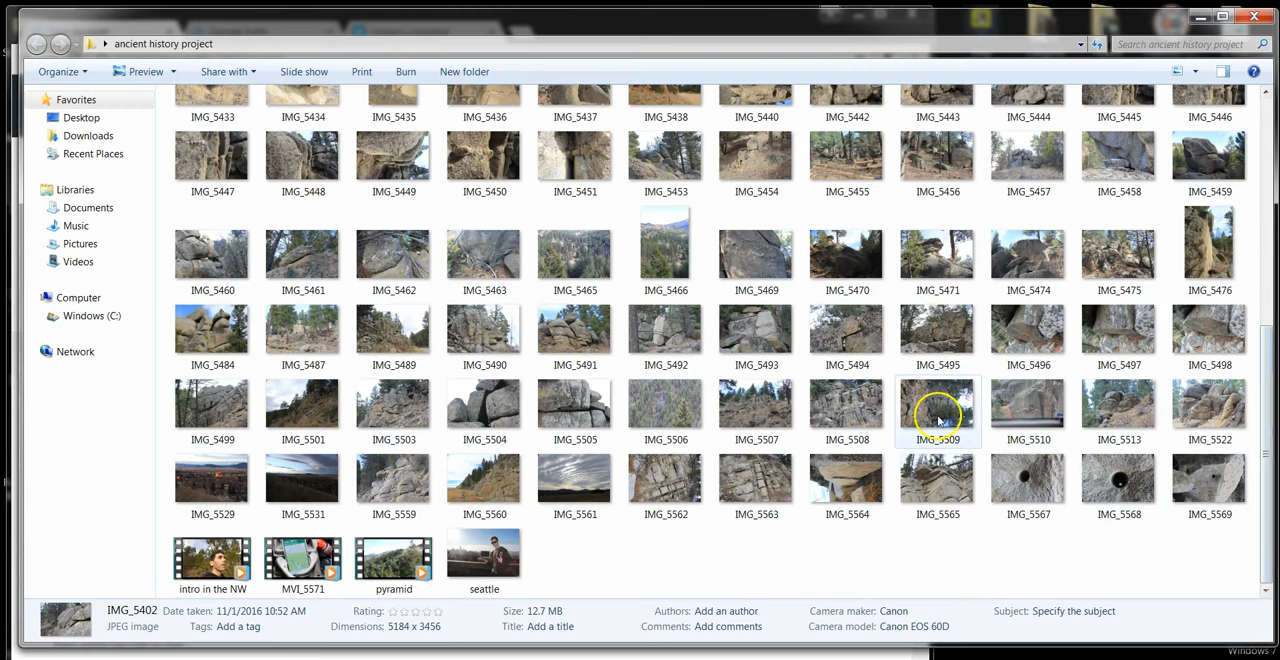 ancient history project
Search ancient history project
Organize Preview Share with Slide show Print Burn New folder
Favorites
Desktop
Downloads
Recent Places
Libraries
Documents
Music
Pictures
Videos
Computer
Windows (C:)
Network
IMG_5433 IMG_5434 IMG_5435 IMG_5436 IMG_5437 IMG_5438 IMG_5440 IMG_5442 IMG_5443 IMG_5444 IMG_5445 IMG_5446
IMG_5447 IMG_5448 IMG_5449 IMG_5450 IMG_5451 IMG_5453 IMG_5454 IMG_5455 IMG_5456 IMG_5457 IMG_5458 IMG_5459
IMG_5460 IMG_5461 IMG_5462 IMG_5463 IMG_5465 IMG_5466 IMG_5469 IMG_5470 IMG_5471 IMG_5474 IMG_5475 IMG_5476
IMG_5484 IMG_5487 IMG_5489 IMG_5490 IMG_5491 IMG_5492 IMG_5493 IMG_5494 IMG_5495 IMG_5496 IMG_5497 IMG_5498
IMG_5499 IMG_5501 IMG_5503 IMG_5504 IMG_5505 IMG_5506 IMG_5507 IMG_5508 IMG_5509 IMG_5510 IMG_5513 IMG_5522
IMG_5529 IMG_5531 IMG_5559 IMG_5560 IMG_5561 IMG_5562 IMG_5563 IMG_5564 IMG_5565 IMG_5567 IMG_5568 IMG_5569
intro in the NW MVI_5571 pyramid seattle
IMG_5402 Date taken: 11/1/2016 10:52 AM Rating: Size: 12.7 MB Authors: Add an author Camera maker: Canon Subject: Specify the subject
JPEG image Tags: Add a tag Dimensions: 5184 x 3456 Title: Add a title Comments: Add comments Camera model: Canon EOS 60D
Windows 7